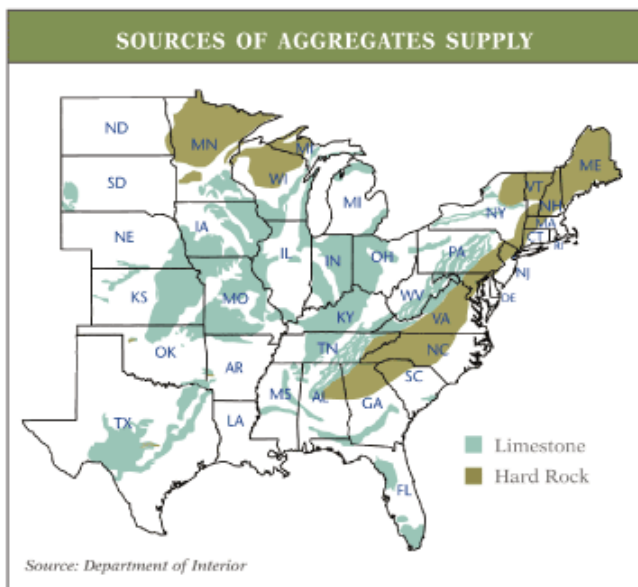 SOURCES OF AGGREGATES SUPPLY
ND
MN
MI
ME
SD
WI
VT
NH
MI
NY
MA
CT
RI
NE
IA
IL
IN
OH
PA
NJ
KS
MO
WV
DE
KY
VA
OK
AR
TN
NC
MS
AL
GA
SC
TX
LA
FL
Limestone
Hard Rock
Source: Department of Interior